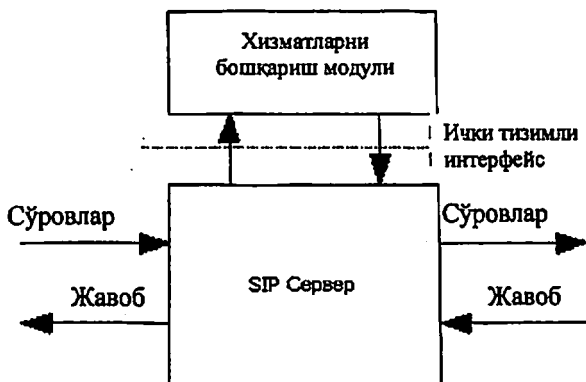 Хизматларни
бошқариш модули
Ички тизимли
интерфейс
Сўровлар
Сўровлар
Жавоб
SIP Сервер
Жавоб